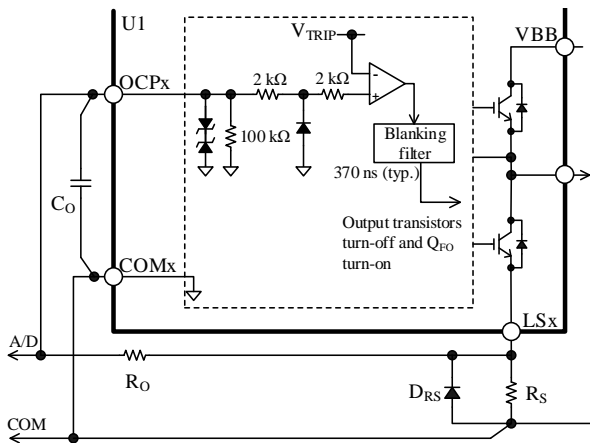 U1
VTRIP
VBB
OCPx
2 kΩ
2 kΩ
-
+
100 kΩ
Blanking
filter
370 ns (typ.)
CO
Output transistors
turn-off and QFO
turn-on
COMx
LSx
A/D
RO
DRS
RS
COM